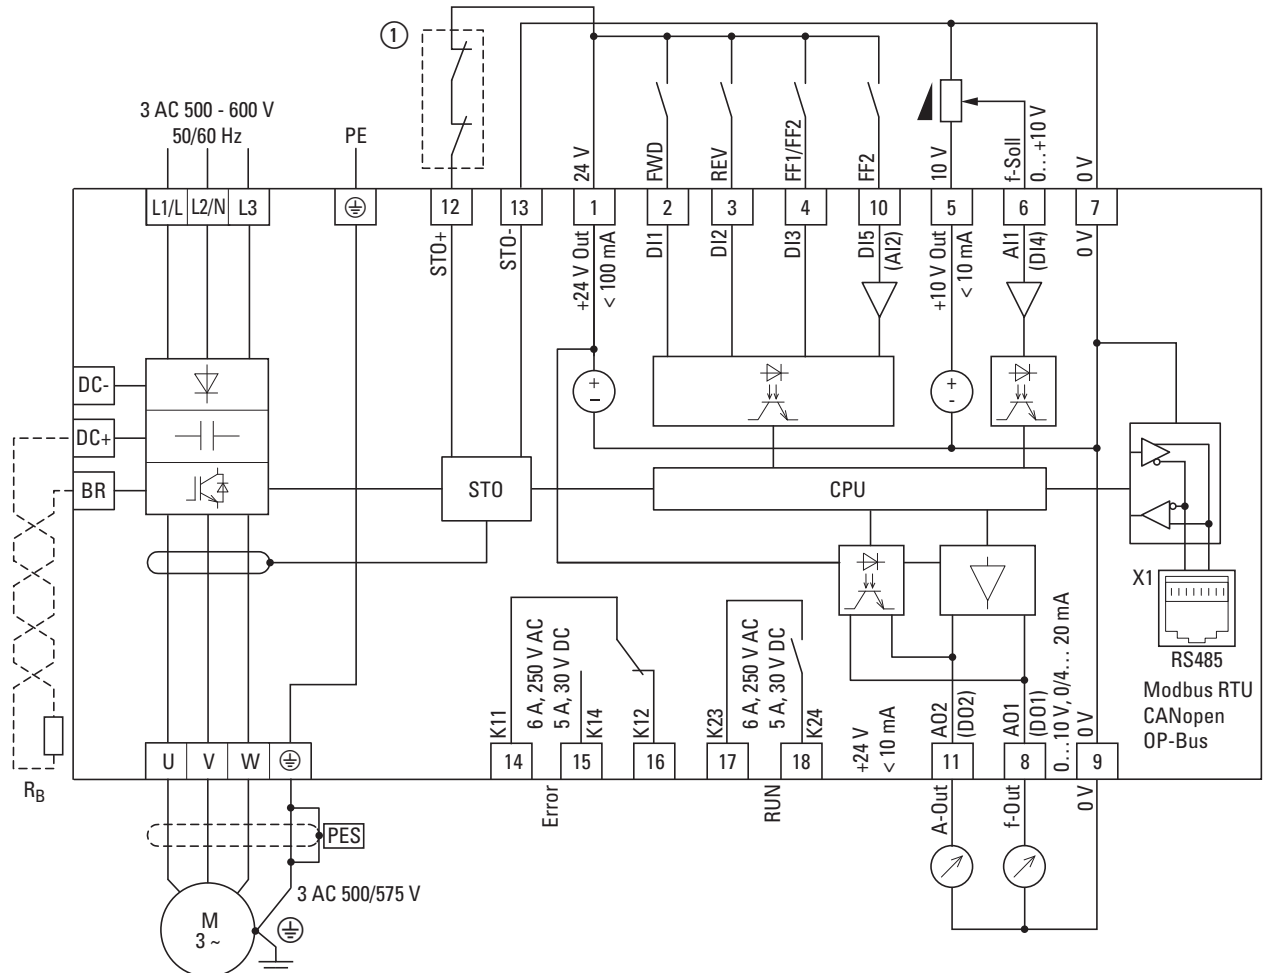 1
3 AC 500 - 600 V
50/60 Hz
PE
24 V
FWD
REV
FF1/FF2
FF2
10 V
f-Soll
0…+10 V
0 V
L1/L
L2/N
L3
12
13
1
2
3
4
10
5
6
7
STO+
STO-
+24 V Out
< 100 mA
DI1
DI2
DI3
DI5
(AI2)
+10 V Out
< 10 mA
AI1
(DI4)
0 V
DC-
DC+
BR
+
–
+
-
STO
CPU
X1
RS485
Modbus RTU
CANopen
OP-Bus
K11
6 A, 250 V AC
5 A, 30 V DC
K14
K12
K23
6 A, 250 V AC
5 A, 30 V DC
K24
+24 V
< 10 mA
AO2
(DO2)
AO1
(DO1)
0…10 V, 0/4… 20 mA
0 V
U
V
W
14
15
16
17
18
11
8
9
RB
Error
RUN
A-Out
f-Out
0 V
PES
3 AC 500/575 V
M
3 ~